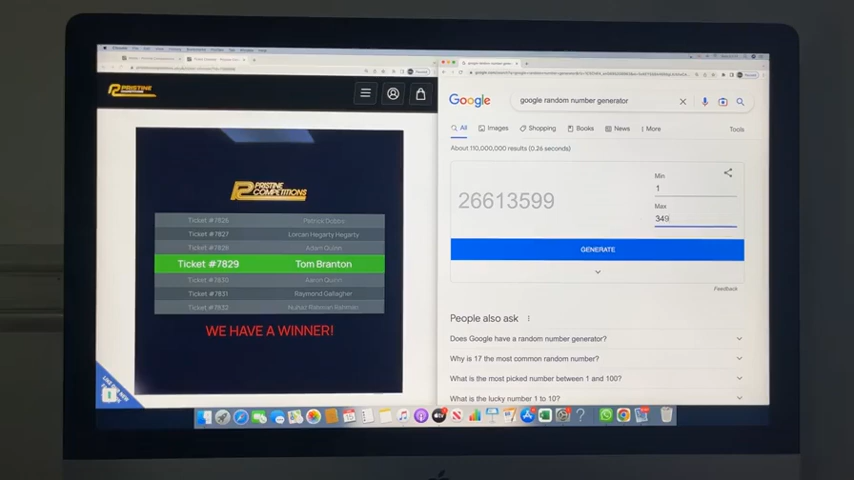 PRISTINE
COMPETITIONS
PRISTINE
COMPETITIONS
Ticket #7826 Patrick Dobby
Ticket #7827 Lorcan Hegarty Hegarty
Ticket #7828 Adam Quinn
Ticket #7829 Tom Branton
Ticket #7830 Aaron Quinn
Ticket #7831 Raymond Gallagher
Ticket #7832
WE HAVE A WINNER!
LIKE OUR NEW
Google
google random number generator
All Images Shopping Books News More Tools
About 110,000,000 results (0.26 seconds)
26613599
Min
1
Max
349
GENERATE
Feedback
People also ask
Does Google have a random number generator?
Why is 17 the most common random number?
What is the most picked number between 1 and 100?
What is the lucky number 1 to 10?